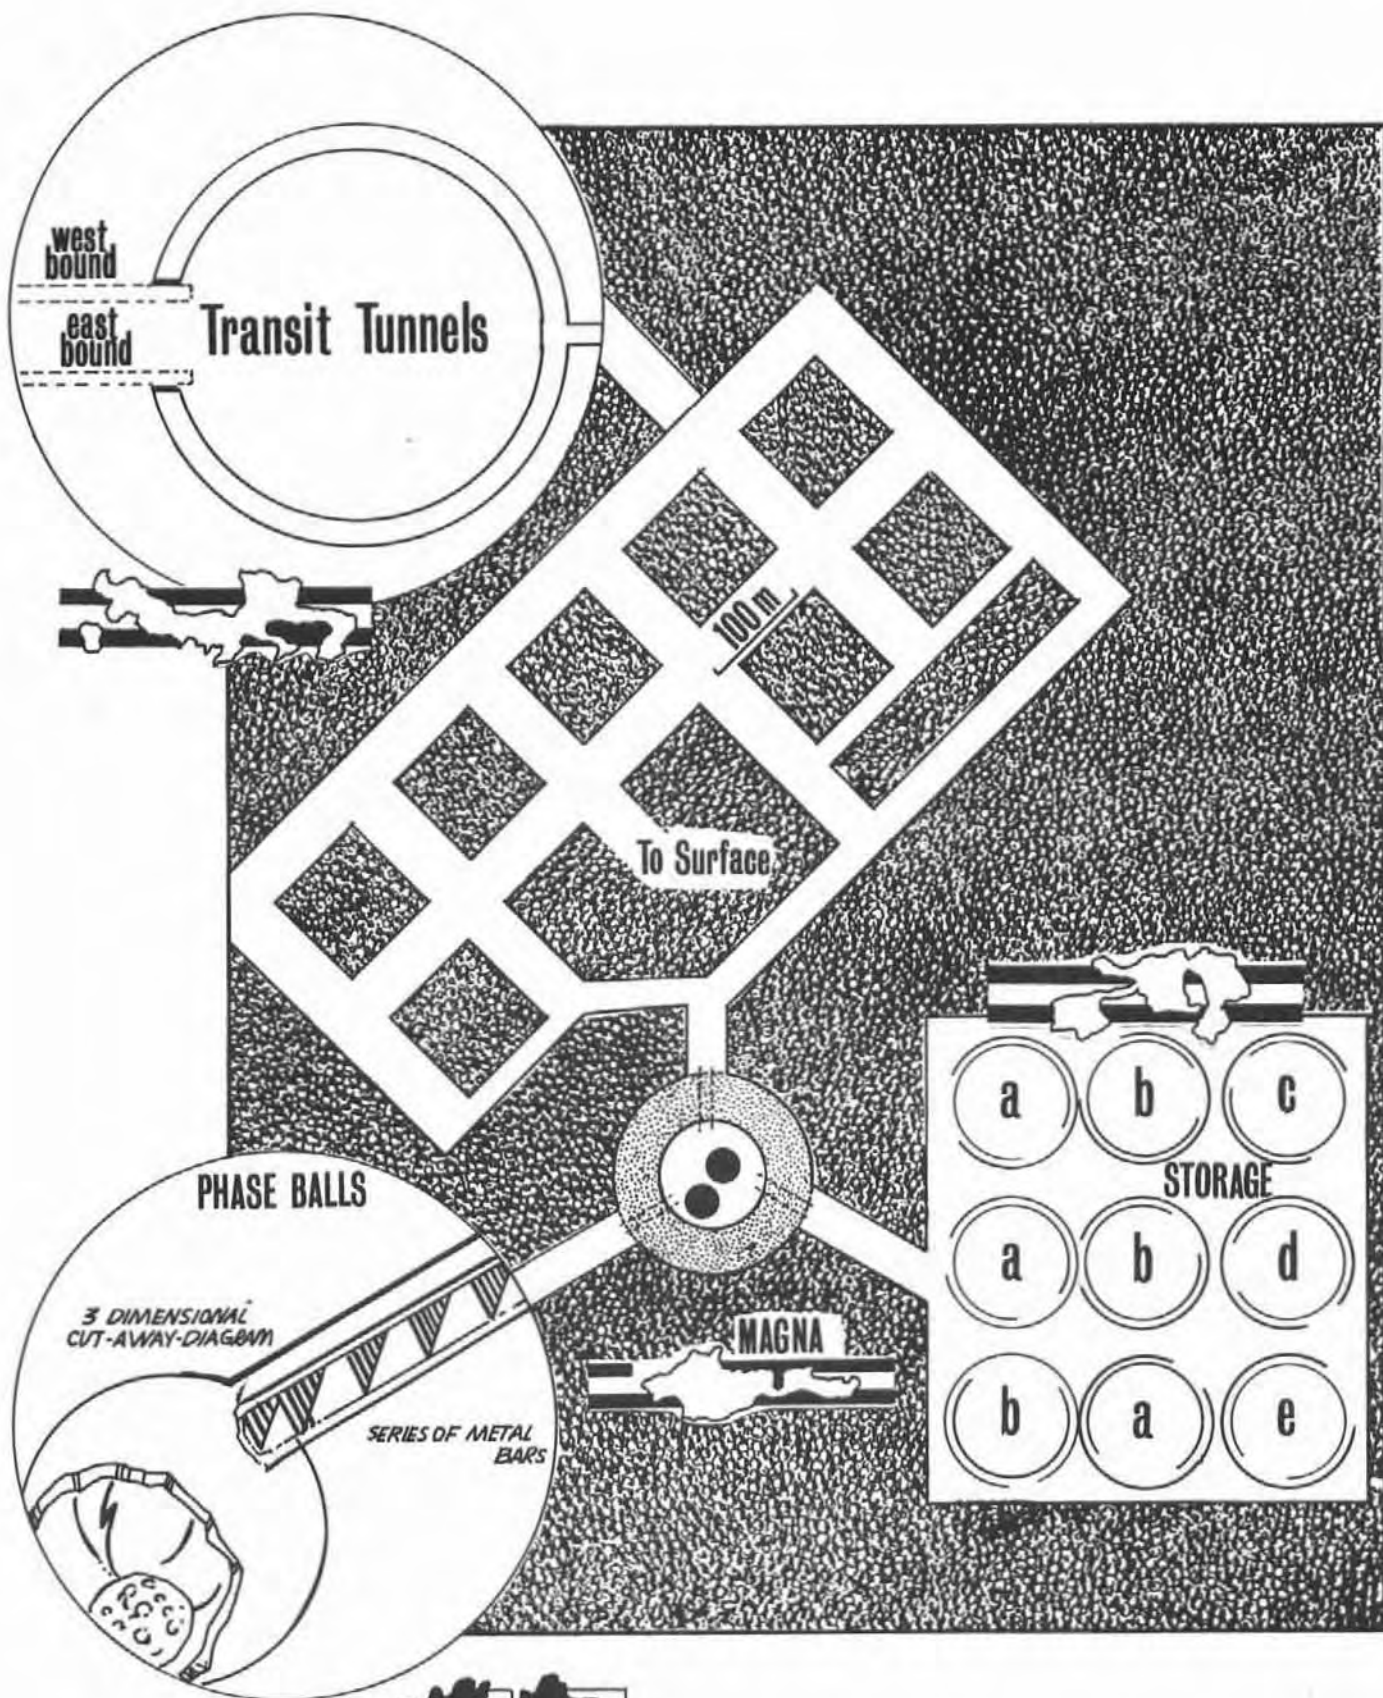 west
bound
east
bound
Transit Tunnels
100 m.
To Surface
PHASE BALLS
3 DIMENSIONAL
CUT-AWAY-DIAGRAM
SERIES OF METAL
BARS
MAGNA
a b c
STORAGE
a b d
b a e